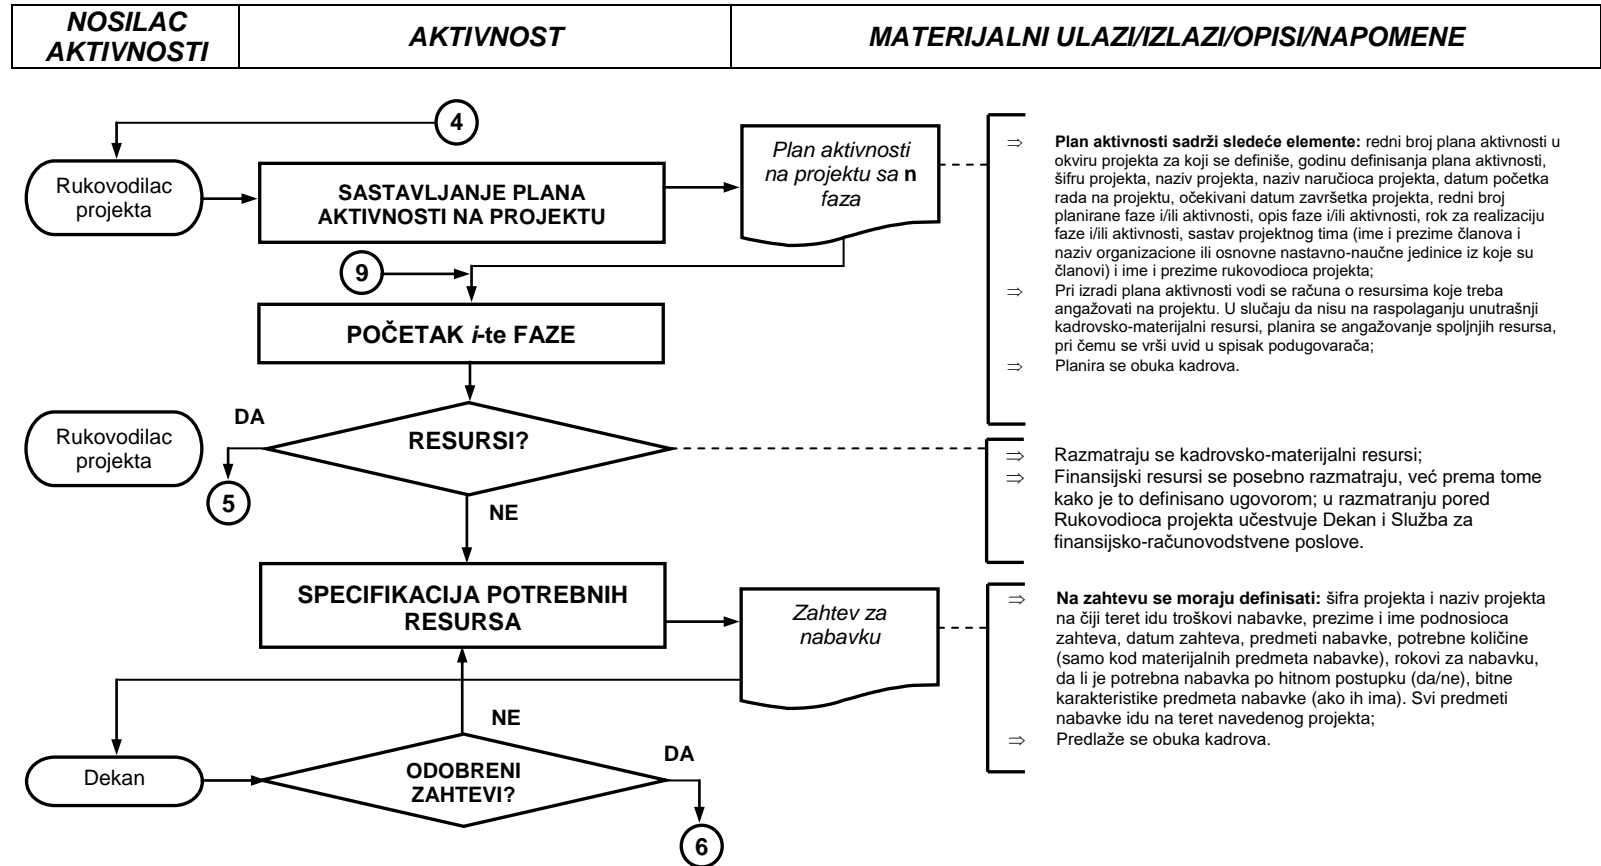 NOSILAC
AKTIVNOSTI
AKTIVNOST
MATERIJALNI ULAZI/IZLAZI/OPISI/NAPOMENE
4
Rukovodilac
projekta
SASTAVLJANJE PLANA
AKTIVNOSTI NA PROJEKTU
Plan aktivnosti
na projektu sa n
faza
⇒ Plan aktivnosti sadrži sledeće elemente: redni broj plana aktivnosti u
okviru projekta za koji se definiše, godinu definisanja plana aktivnosti,
šifru projekta, naziv projekta, naziv naručioca projekta, datum početka
rada na projektu, očekivani datum završetka projekta, redni broj
planirane faze i/ili aktivnosti, opis faze i/ili aktivnosti, rok za realizaciju
faze i/ili aktivnosti, sastav projektnog tima (ime i prezime članova i
naziv organizacione ili osnovne nastavno-naučne jedinice iz koje su
članovi) i ime i prezime rukovodioca projekta;
⇒ Pri izradi plana aktivnosti vodi se računa o resursima koje treba
angažovati na projektu. U slučaju da nisu na raspolaganju unutrašnji
kadrovsko-materijalni resursi, planira se angažovanje spoljnjih resursa,
pri čemu se vrši uvid u spisak podugovarača;
⇒ Planira se obuka kadrova.
9
POČETAK i-te FAZE
DA
Rukovodilac
projekta
RESURSI?
5
NE
⇒ Razmatraju se kadrovsko-materijalni resursi;
⇒ Finansijski resursi se posebno razmatraju, već prema tome
kako je to definisano ugovorom; u razmatranju pored
Rukovodioca projekta učestvuje Dekan i Služba za
finansijsko-računovodstvene poslove.
SPECIFIKACIJA POTREBNIH
RESURSA
Zahtev za
nabavku
⇒ Na zahtevu se moraju definisati: šifra projekta i naziv projekta
na čiji teret idu troškovi nabavke, prezime i ime podnosioca
zahteva, datum zahteva, predmeti nabavke, potrebne količine
(samo kod materijalnih predmeta nabavke), rokovi za nabavku,
da li je potrebna nabavka po hitnom postupku (da/ne), bitne
karakteristike predmeta nabavke (ako ih ima). Svi predmeti
nabavke idu na teret navedenog projekta;
⇒ Predlaže se obuka kadrova.
NE
Dekan
ODOBRENI
ZAHTEVI?
DA
6